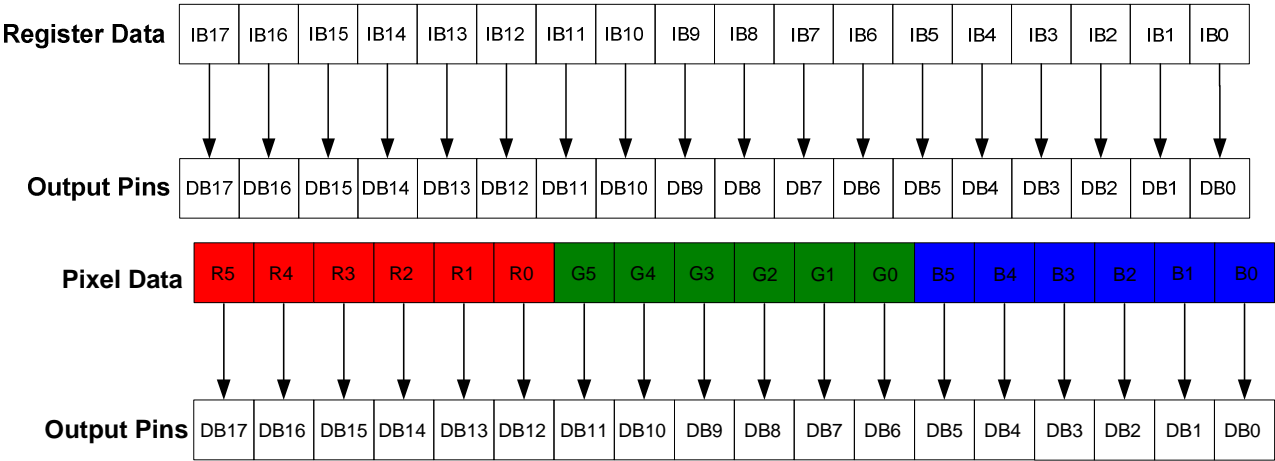 Register Data IB17 IB16 IB15 IB14 IB13 IB12 IB11 IB10 IB9 IB8 IB7 IB6 IB5 IB4 IB3 IB2 IB1 IB0
Output Pins DB17 DB16 DB15 DB14 DB13 DB12 DB11 DB10 DB9 DB8 DB7 DB6 DB5 DB4 DB3 DB2 DB1 DB0
Pixel Data R5 R4 R3 R2 R1 R0 G5 G4 G3 G2 G1 G0 B5 B4 B3 B2 B1 B0
Output Pins DB17 DB16 DB15 DB14 DB13 DB12 DB11 DB10 DB9 DB8 DB7 DB6 DB5 DB4 DB3 DB2 DB1 DB0